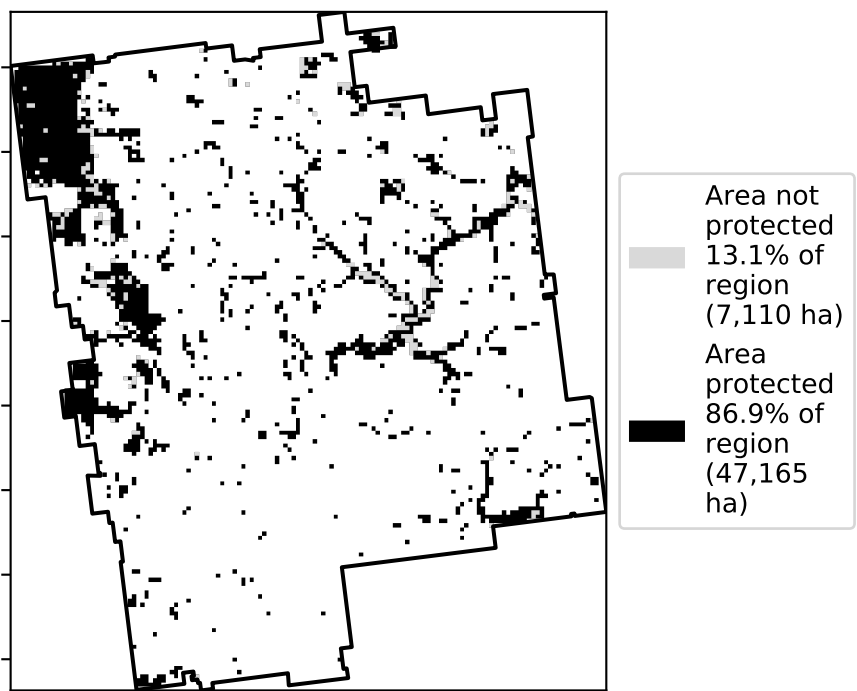 Area not
protected
13.1% of
region
(7,110 ha)
Area
protected
86.9% of
region
(47,165
ha)